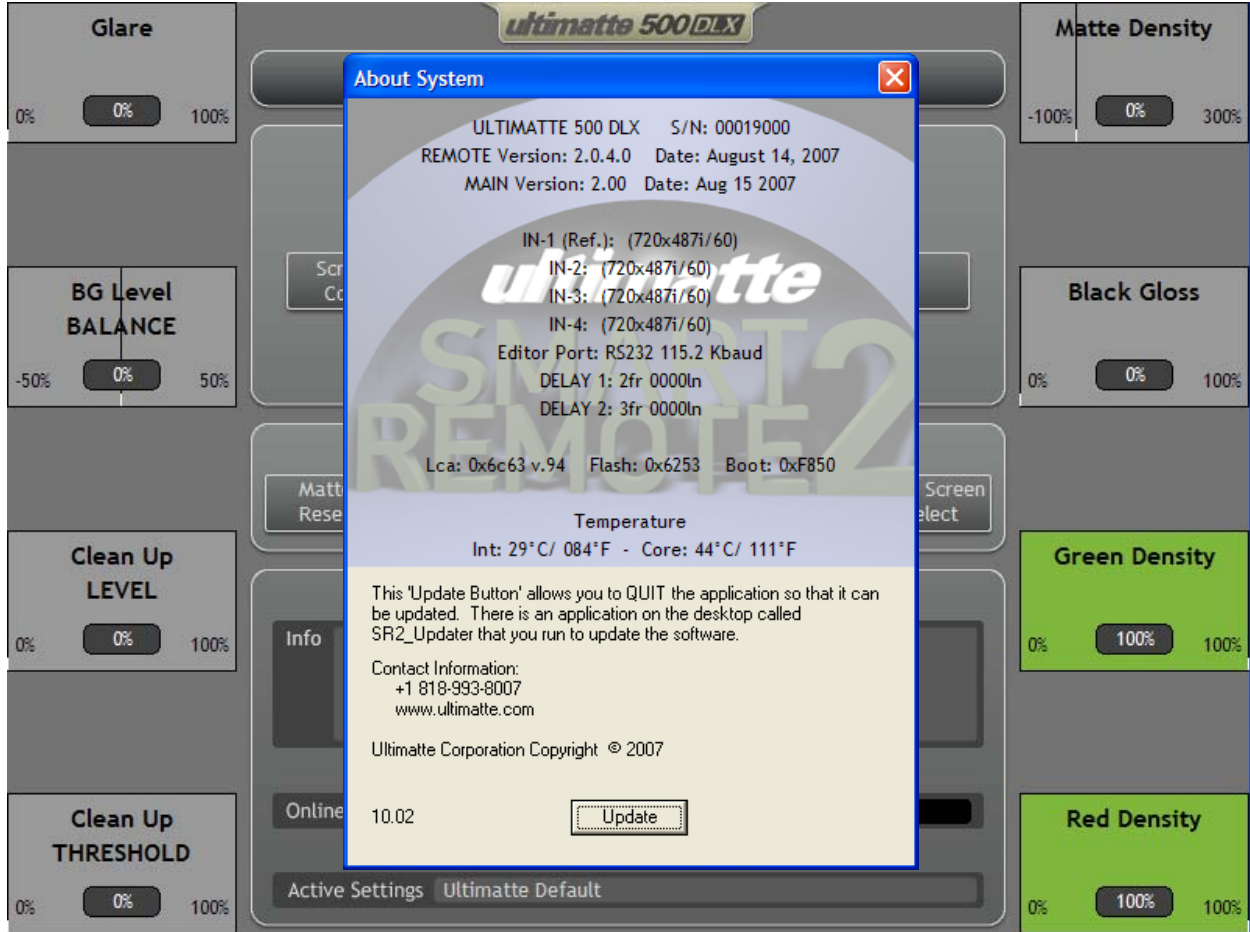 ultimatte 500 DLX
Glare
0% 0% 100%
BG Level
BALANCE
-50% 0% 50%
Clean Up
LEVEL
0% 0% 100%
Clean Up
THRESHOLD
0% 0% 100%
Scr
Co
Matt
Rese
Info
Online
Active Settings Ultimatte Default
About System
ULTIMATTE 500 DLX S/N: 00019000
REMOTE Version: 2.0.4.0 Date: August 14, 2007
MAIN Version: 2.00 Date: Aug 15 2007
IN-1 (Ref.): (720x487i/60)
IN-2: (720x487i/60)
IN-3: (720x487i/60)
IN-4: (720x487i/60)
Editor Port: RS232 115.2 Kbaud
DELAY 1: 2fr 0000ln
DELAY 2: 3fr 0000ln
Lca: 0x6c63 v.94 Flash: 0x6253 Boot: 0xF850
Temperature
Int: 29°C/ 084°F - Core: 44°C/ 111°F
ultimatte
SMART
REMOTE 2
This 'Update Button' allows you to QUIT the application so that it can
be updated. There is an application on the desktop called
SR2_Updater that you run to update the software.
Contact Information:
+1 818-993-8007
www.ultimatte.com
Ultimatte Corporation Copyright © 2007
10.02 Update
Screen
elect
Matte Density
-100% 0% 300%
Black Gloss
0% 0% 100%
Green Density
0% 100% 100%
Red Density
0% 100% 100%